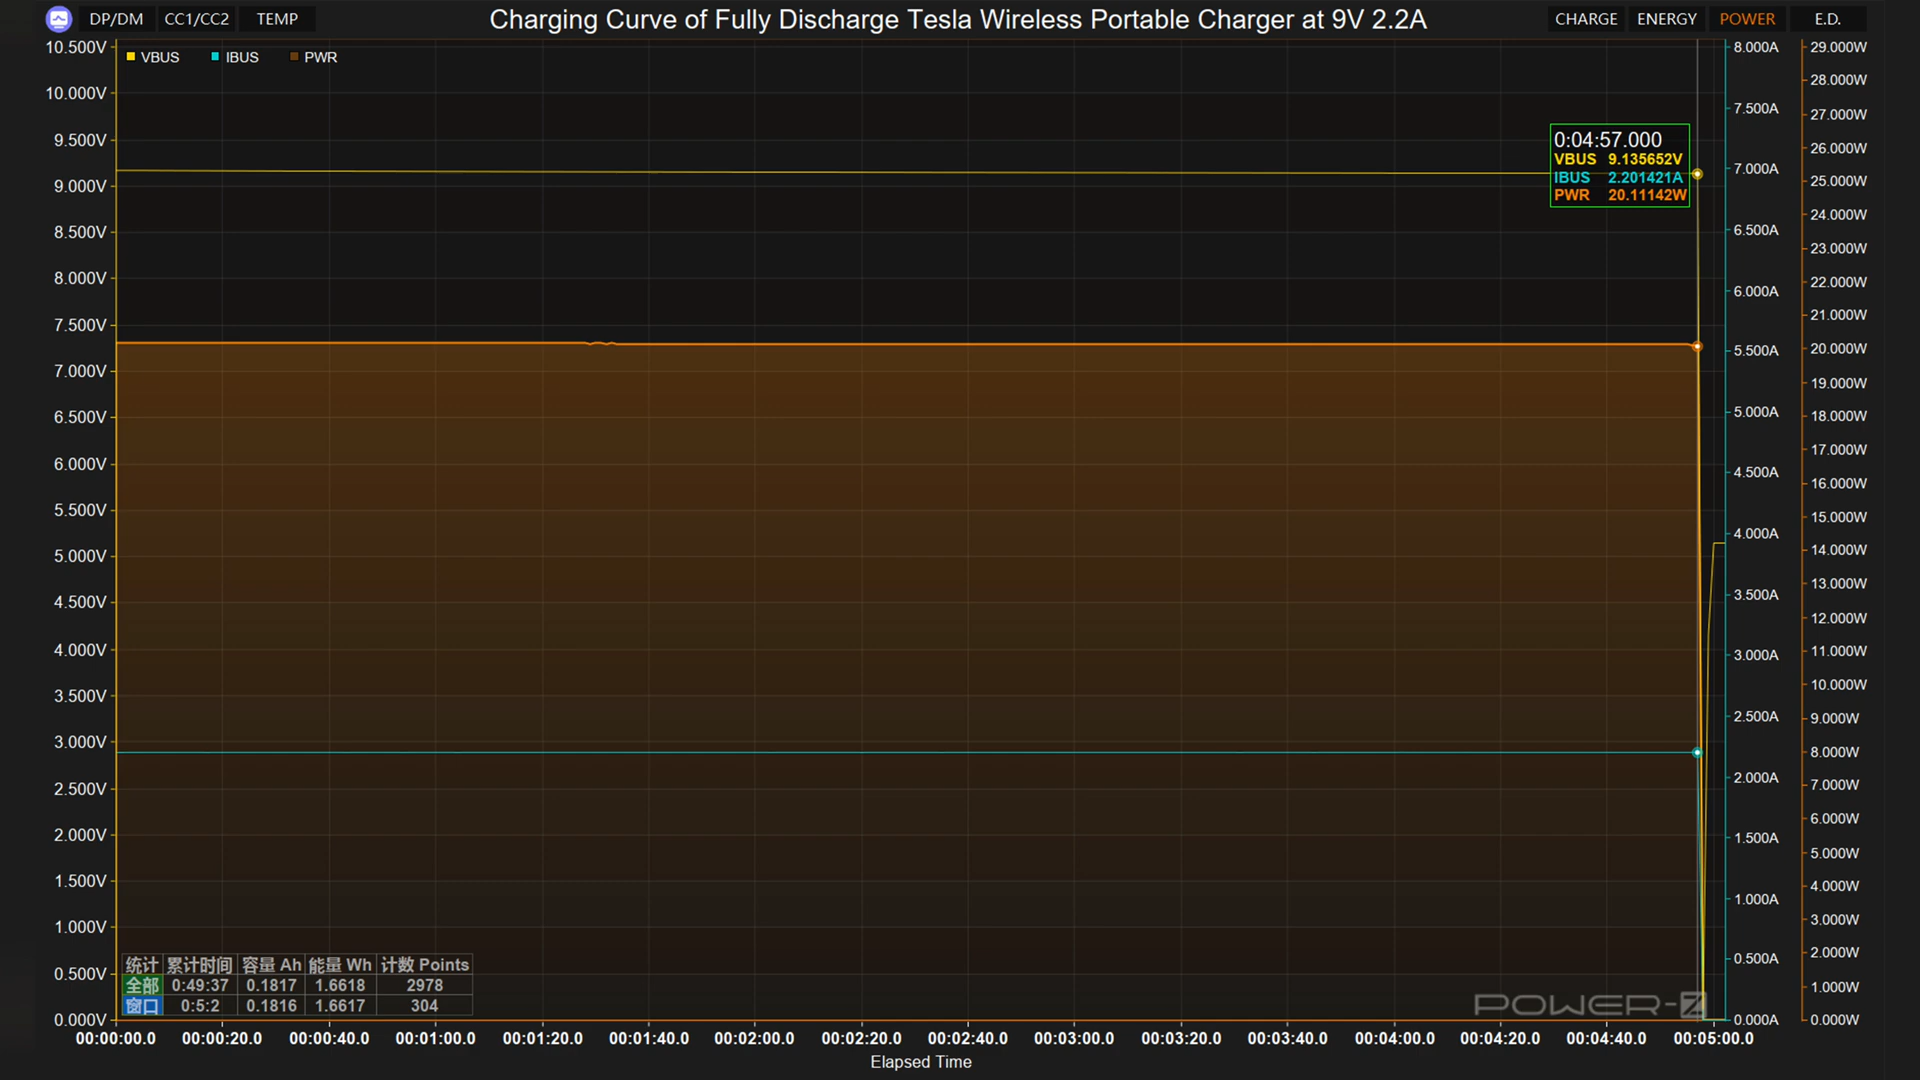 DP/DM CC1/CC2 TEMP Charging Curve of Fully Discharge Tesla Wireless Portable Charger at 9V 2.2A CHARGE ENERGY POWER E.D.
VBUS IBUS PWR
10.500V
10.000V
9.500V
9.000V
8.500V
8.000V
7.500V
7.000V
6.500V
6.000V
5.500V
5.000V
4.500V
4.000V
3.500V
3.000V
2.500V
2.000V
1.500V
1.000V
0.500V
0.000V
0:04:57.000
VBUS 9.135652V
IBUS 2.201421A
PWR 20.11142W
8.000A
7.500A
7.000A
6.500A
6.000A
5.500A
5.000A
4.500A
4.000A
3.500A
3.000A
2.500A
2.000A
1.500A
1.000A
0.500A
0.000A
29.000W
28.000W
27.000W
26.000W
25.000W
24.000W
23.000W
22.000W
21.000W
20.000W
19.000W
18.000W
17.000W
16.000W
15.000W
14.000W
13.000W
12.000W
11.000W
10.000W
9.000W
8.000W
7.000W
6.000W
5.000W
4.000W
3.000W
2.000W
1.000W
0.000W
统计 累计时间 容量 Ah 能量 Wh 计数 Points
全部 0:49:37 0.1817 1.6618 2978
窗口 0:5:2 0.1816 1.6617 304
POWER-Z
00:00:00.0 00:00:20.0 00:00:40.0 00:01:00.0 00:01:20.0 00:01:40.0 00:02:00.0 00:02:20.0 00:02:40.0 00:03:00.0 00:03:20.0 00:03:40.0 00:04:00.0 00:04:20.0 00:04:40.0 00:05:00.0
Elapsed Time